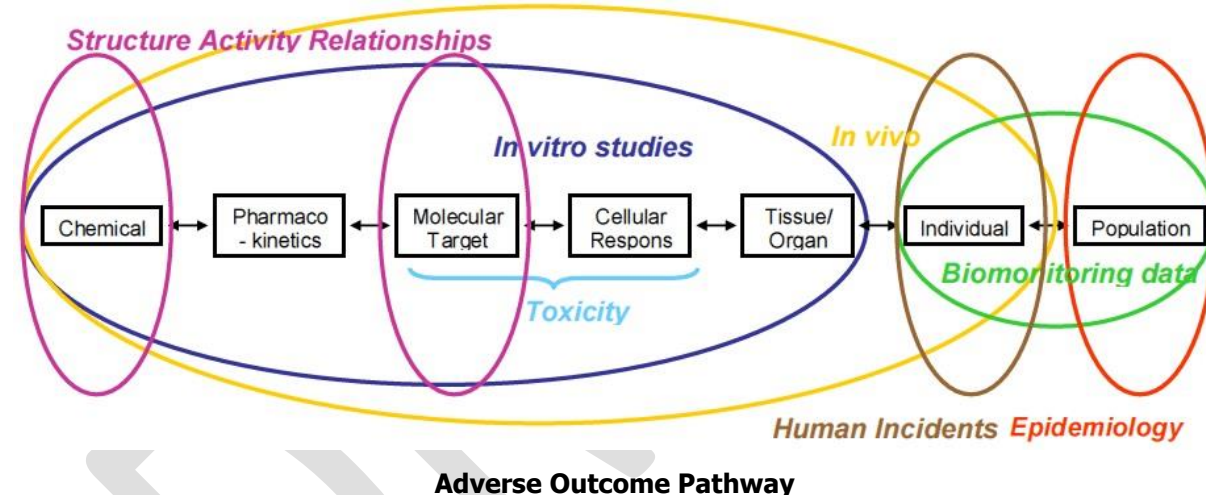 Structure Activity Relationships
In vitro studies
In vivo
Chemical
Pharmaco
- kinetics
Molecular
Target
Cellular
Respons
Tissue/
Organ
Individual
Population
Biomonitoring data
Toxicity
Human Incidents
Epidemiology
Adverse Outcome Pathway